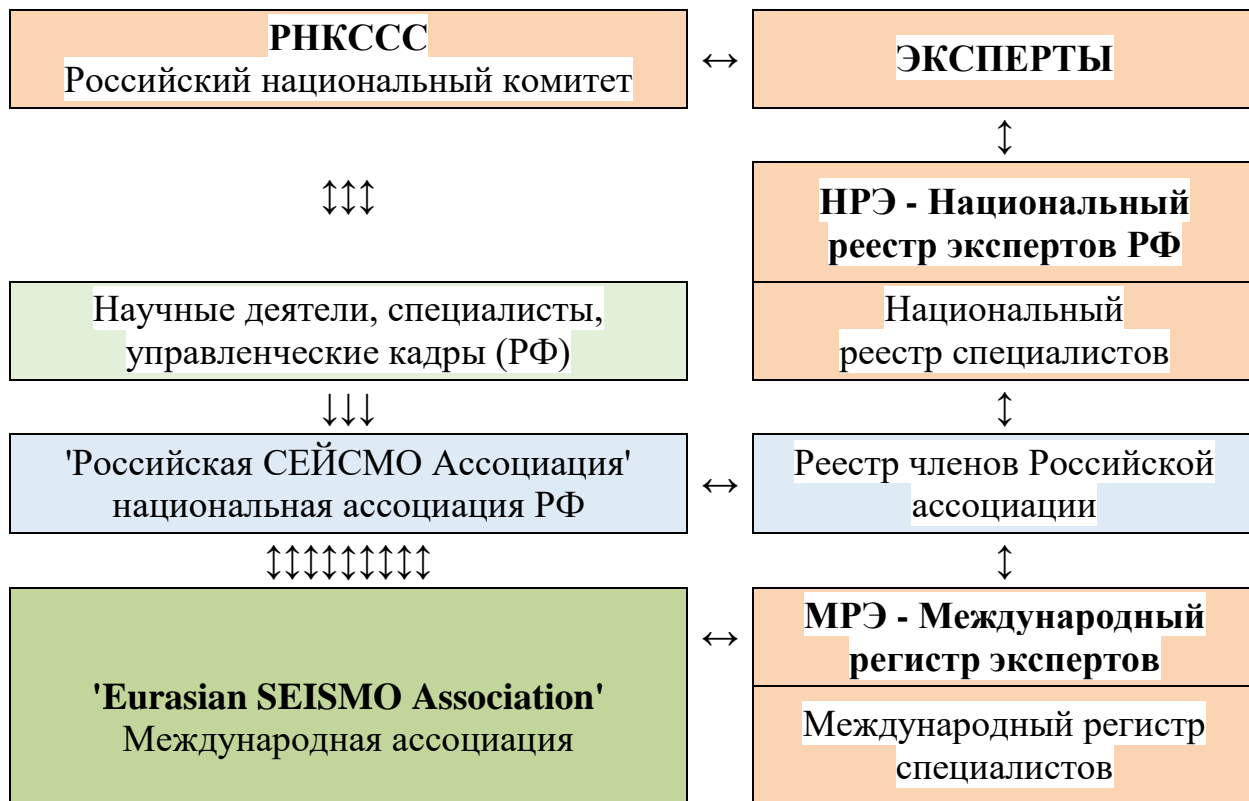 РНКССС
Российский национальный комитет
↔
ЭКСПЕРТЫ
↕
↕↕↕
НРЭ - Национальный
реестр экспертов РФ
Научные деятели, специалисты,
управленческие кадры (РФ)
Национальный
реестр специалистов
↓↓↓
↕
'Российская СЕЙСМО Ассоциация'
национальная ассоциация РФ
↔
Реестр членов Российской
ассоциации
↕↕↕↕↕↕↕↕↕
↕
'Eurasian SEISMO Association'
Международная ассоциация
↔
МРЭ - Международный
регистр экспертов
Международный регистр
специалистов